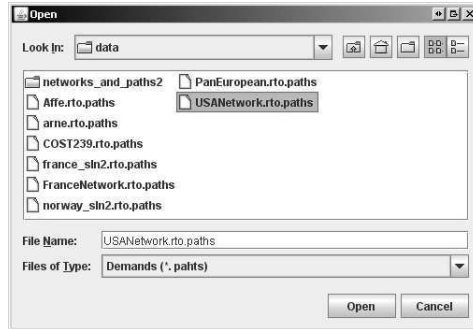 Open
Look In: data
networks_and_paths2 PanEuropean.rto.paths
Affe.rto.paths USANetwork.rto.paths
arne.rto.paths
COST239.rto.paths
france_sln2.rto.paths
FranceNetwork.rto.paths
norway_sln2.rto.paths
File Name: USANetwork.rto.paths
Files of Type: Demands (*. pahts)
Open Cancel